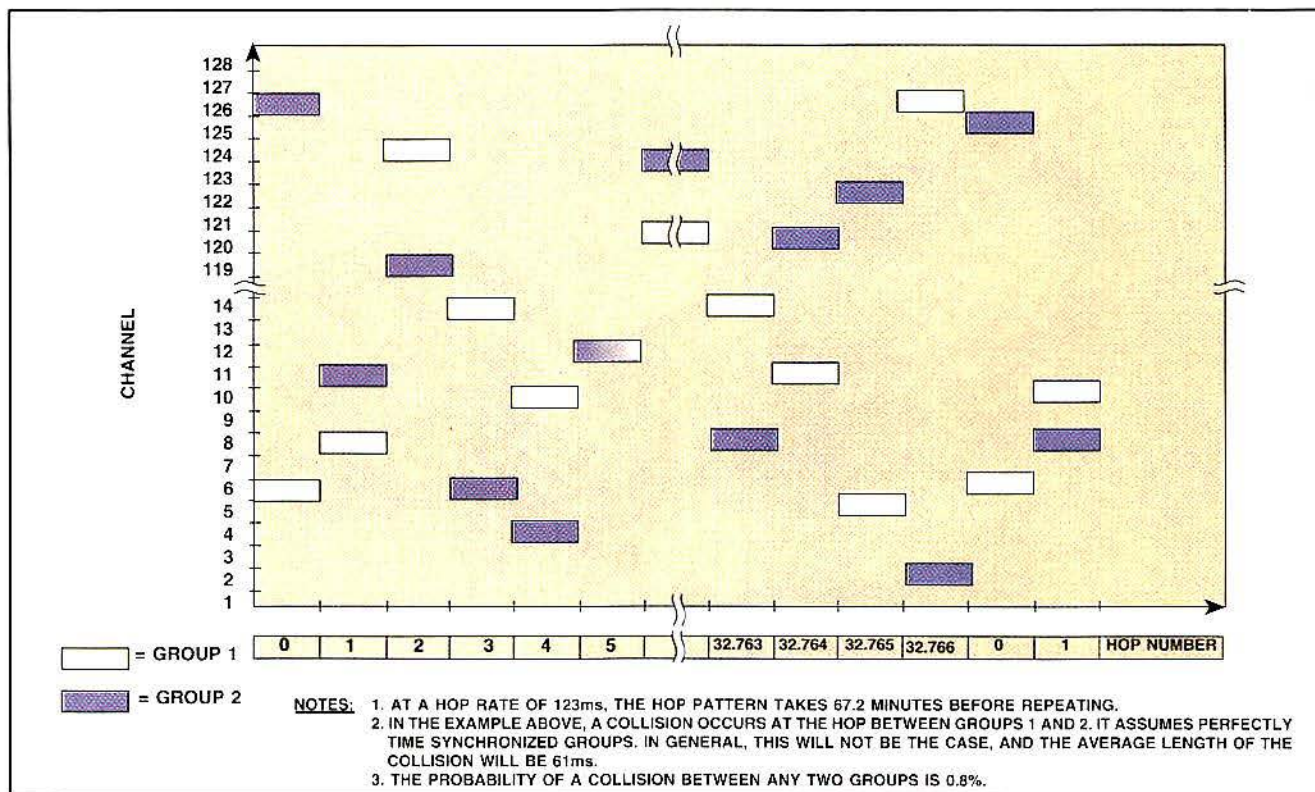 128
127
126
125
124
123
122
121
120
119
14
13
12
11
10
9
8
7
6
5
4
3
2
1
CHANNEL
0 1 2 3 4 5 32.763 32.764 32.765 32.766 0 1 HOP NUMBER
= GROUP 1
= GROUP 2
NOTES: 1. AT A HOP RATE OF 123ms, THE HOP PATTERN TAKES 67.2 MINUTES BEFORE REPEATING.
2. IN THE EXAMPLE ABOVE, A COLLISION OCCURS AT THE HOP BETWEEN GROUPS 1 AND 2. IT ASSUMES PERFECTLY
TIME SYNCHRONIZED GROUPS. IN GENERAL, THIS WILL NOT BE THE CASE, AND THE AVERAGE LENGTH OF THE
COLLISION WILL BE 61ms.
3. THE PROBABILITY OF A COLLISION BETWEEN ANY TWO GROUPS IS 0.8%.